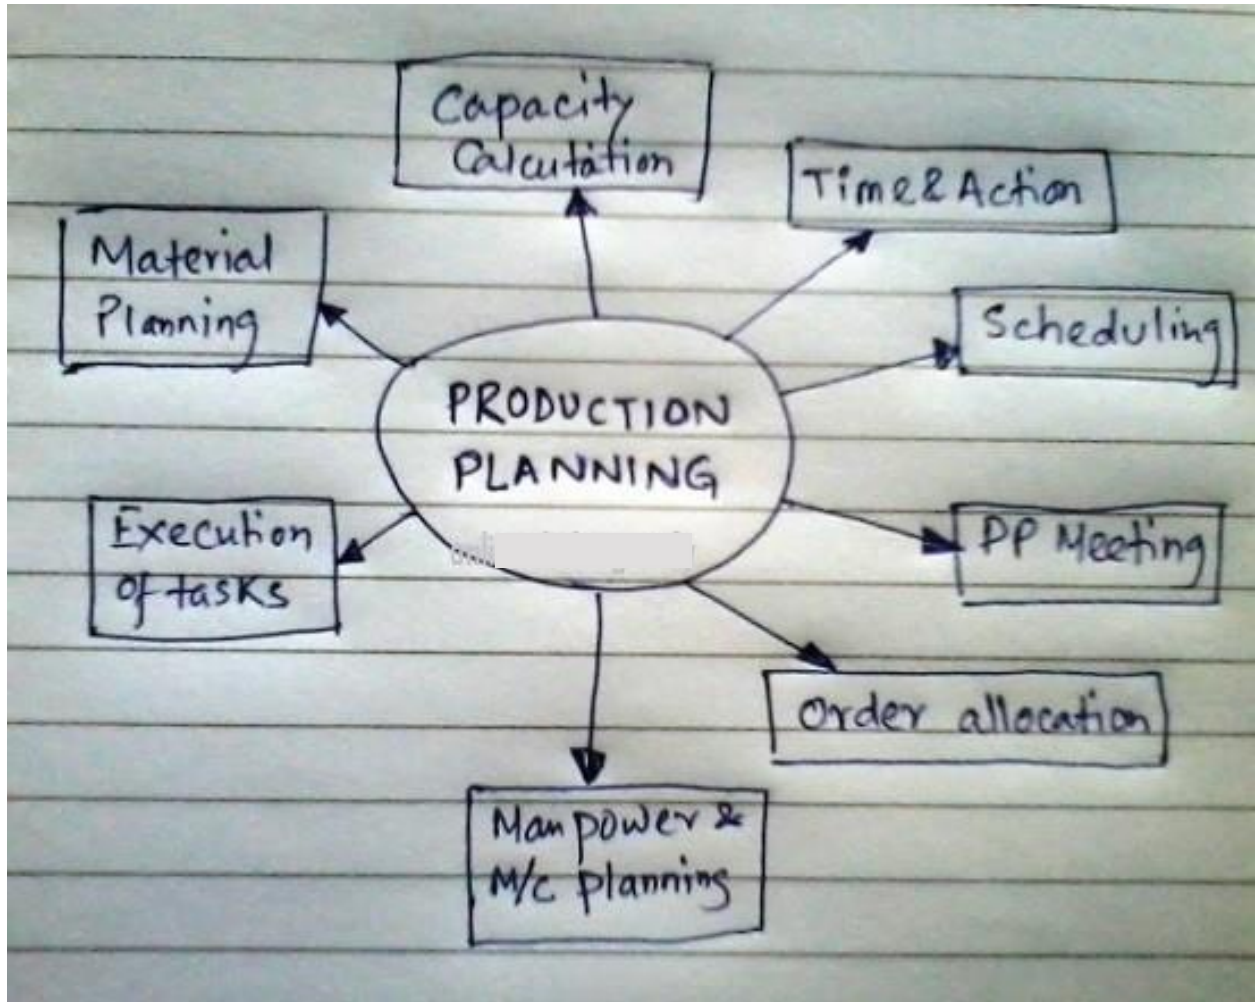 Capacity
Calculation
Time & Action
Material
Planning
Scheduling
PRODUCTION
PLANNING
Execution
of tasks
PP Meeting
Order allocation
Manpower &
M/c planning